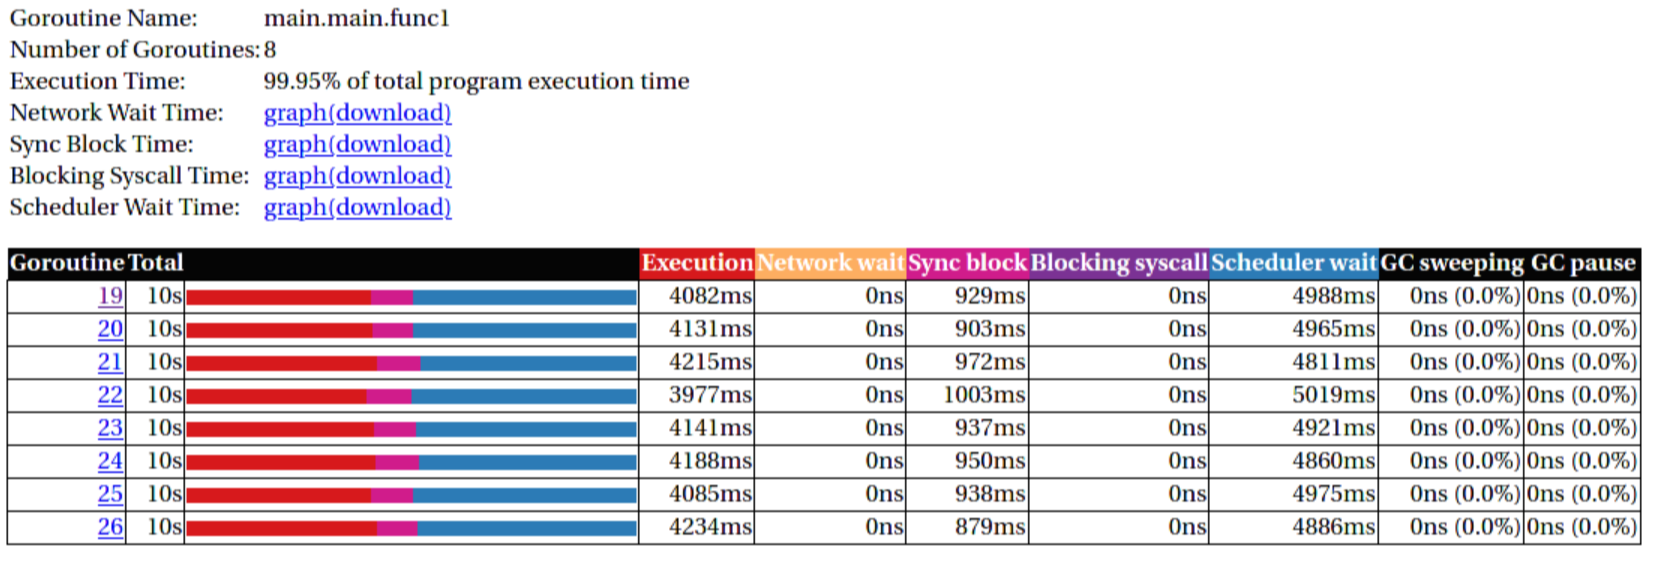 Goroutine Name: main.main.func1
Number of Goroutines: 8
Execution Time: 99.95% of total program execution time
Network Wait Time: graph(download)
Sync Block Time: graph(download)
Blocking Syscall Time: graph(download)
Scheduler Wait Time: graph(download)
Goroutine Total Execution Network wait Sync block Blocking syscall Scheduler wait GC sweeping GC pause
19 10s 4082ms 0ns 929ms 0ns 4988ms 0ns (0.0%) 0ns (0.0%)
20 10s 4131ms 0ns 903ms 0ns 4965ms 0ns (0.0%) 0ns (0.0%)
21 10s 4215ms 0ns 972ms 0ns 4811ms 0ns (0.0%) 0ns (0.0%)
22 10s 3977ms 0ns 1003ms 0ns 5019ms 0ns (0.0%) 0ns (0.0%)
23 10s 4141ms 0ns 937ms 0ns 4921ms 0ns (0.0%) 0ns (0.0%)
24 10s 4188ms 0ns 950ms 0ns 4860ms 0ns (0.0%) 0ns (0.0%)
25 10s 4085ms 0ns 938ms 0ns 4975ms 0ns (0.0%) 0ns (0.0%)
26 10s 4234ms 0ns 879ms 0ns 4886ms 0ns (0.0%) 0ns (0.0%)